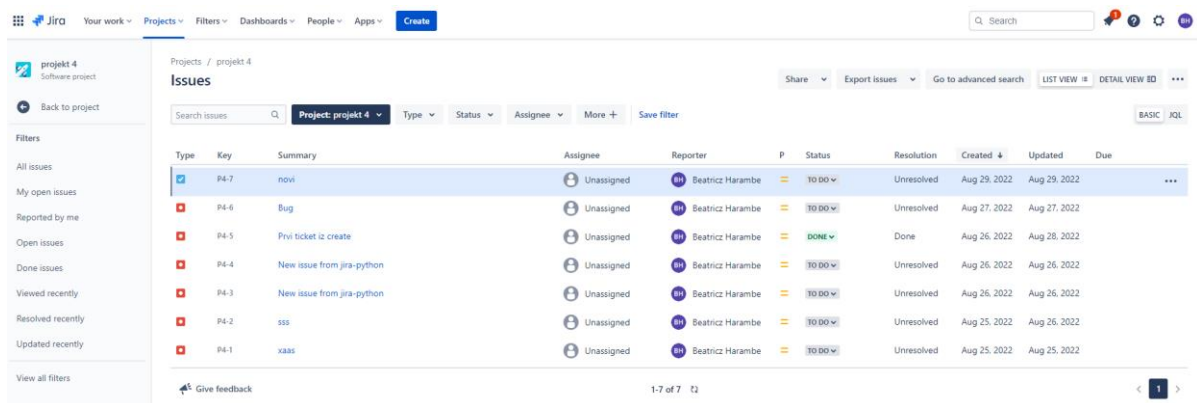 Jira Your work Projects Filters Dashboards People Apps Create Search 1 BH
projekt 4
Software project
Back to project
Filters
All issues
My open issues
Reported by me
Open issues
Done issues
Viewed recently
Resolved recently
Updated recently
View all filters
Projects / projekt 4
Issues
Share Export issues Go to advanced search LIST VIEW DETAIL VIEW
Search issues Project: projekt 4 Type Status Assignee More + Save filter BASIC JQL
Type Key Summary Assignee Reporter P Status Resolution Created Updated Due
P4-7 novi Unassigned BH Beatricz Harambe TO DO Unresolved Aug 29, 2022 Aug 29, 2022
P4-6 Bug Unassigned BH Beatricz Harambe TO DO Unresolved Aug 27, 2022 Aug 27, 2022
P4-5 Prvi ticket iz create Unassigned BH Beatricz Harambe DONE Done Aug 26, 2022 Aug 28, 2022
P4-4 New issue from jira-python Unassigned BH Beatricz Harambe TO DO Unresolved Aug 26, 2022 Aug 26, 2022
P4-3 New issue from jira-python Unassigned BH Beatricz Harambe TO DO Unresolved Aug 26, 2022 Aug 26, 2022
P4-2 sss Unassigned BH Beatricz Harambe TO DO Unresolved Aug 25, 2022 Aug 26, 2022
P4-1 xaas Unassigned BH Beatricz Harambe TO DO Unresolved Aug 25, 2022 Aug 25, 2022
Give feedback 1-7 of 7 1